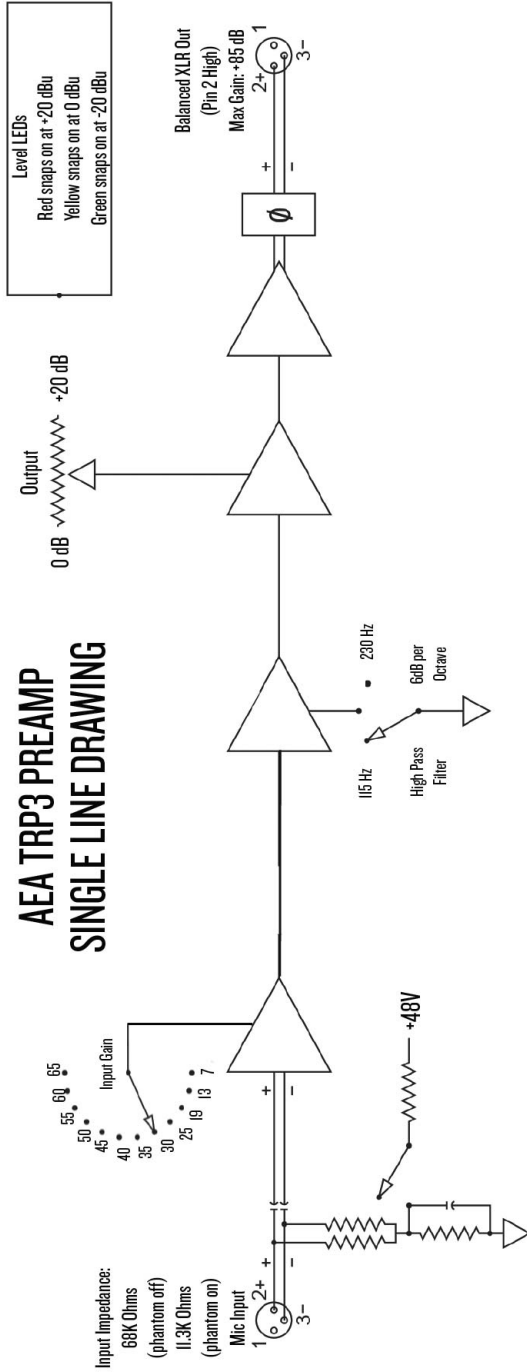 AEA TRP3 PREAMP
SINGLE LINE DRAWING
Input Impedance:
68K Ohms
(phantom off)
11.3K Ohms
(phantom on)
Mic Input
1
2+
3−
+
−
+48V
+
−
Input Gain
65
60
55
50
45
40
35
30
25
19
13
7
115 Hz
230 Hz
High Pass
Filter
6dB per
Octave
Output
0 dB
+20 dB
Ø
+
−
Balanced XLR Out
(Pin 2 High)
Max Gain: +85 dB
1
2+
3−
Level LEDs
Red snaps on at +20 dBu
Yellow snaps on at 0 dBu
Green snaps on at -20 dBu